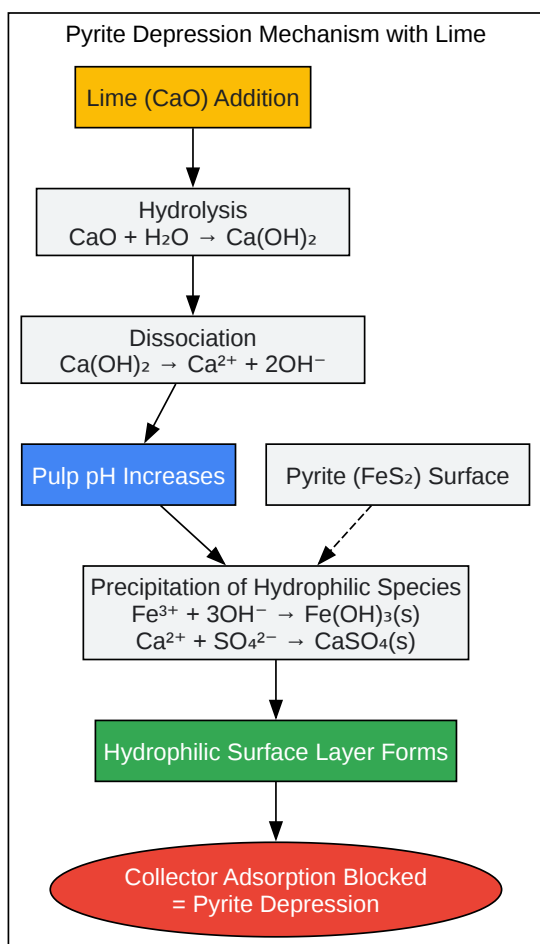 Pyrite Depression Mechanism with Lime
Lime (CaO) Addition
Hydrolysis
CaO + H₂O → Ca(OH)₂
Dissociation
Ca(OH)₂ → Ca²⁺ + 2OH⁻
Pulp pH Increases
Pyrite (FeS₂) Surface
Precipitation of Hydrophilic Species
Fe³⁺ + 3OH⁻ → Fe(OH)₃(s)
Ca²⁺ + SO₄²⁻ → CaSO₄(s)
Hydrophilic Surface Layer Forms
Collector Adsorption Blocked
= Pyrite Depression